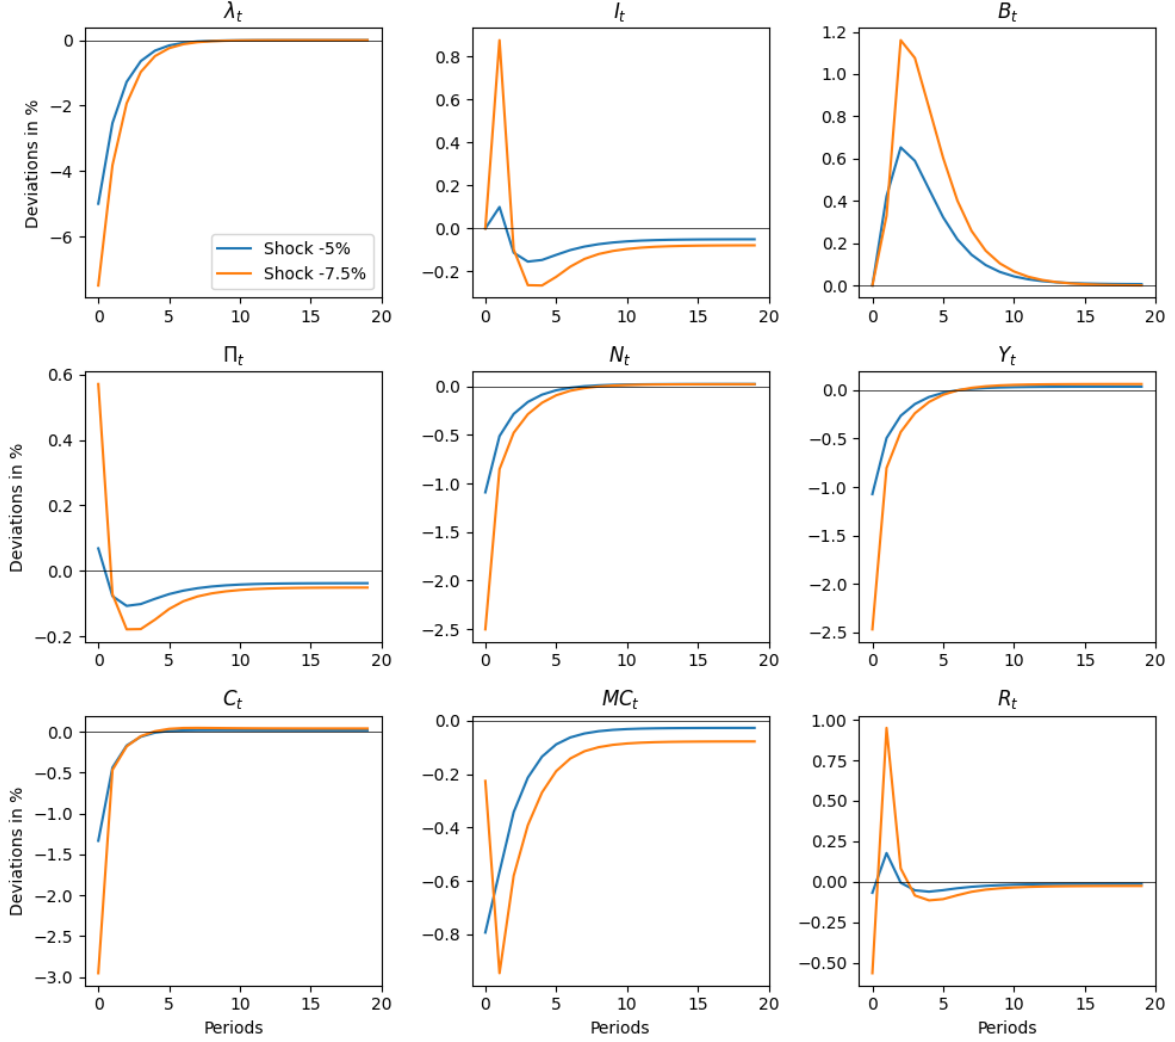 λt It Bt
Deviations in %
0
−2
−4
−6
0 5 10 15 20
Shock -5%
Shock -7.5%
0.8
0.6
0.4
0.2
0.0
−0.2
0 5 10 15 20
1.2
1.0
0.8
0.6
0.4
0.2
0.0
0 5 10 15 20
Πt Nt Yt
Deviations in %
0.6
0.4
0.2
0.0
−0.2
0 5 10 15 20
0.0
−0.5
−1.0
−1.5
−2.0
−2.5
0 5 10 15 20
0.0
−0.5
−1.0
−1.5
−2.0
−2.5
0 5 10 15 20
Ct MCt Rt
Deviations in %
0.0
−0.5
−1.0
−1.5
−2.0
−2.5
−3.0
0 5 10 15 20
Periods
0.0
−0.2
−0.4
−0.6
−0.8
0 5 10 15 20
Periods
1.00
0.75
0.50
0.25
0.00
−0.25
−0.50
0 5 10 15 20
Periods